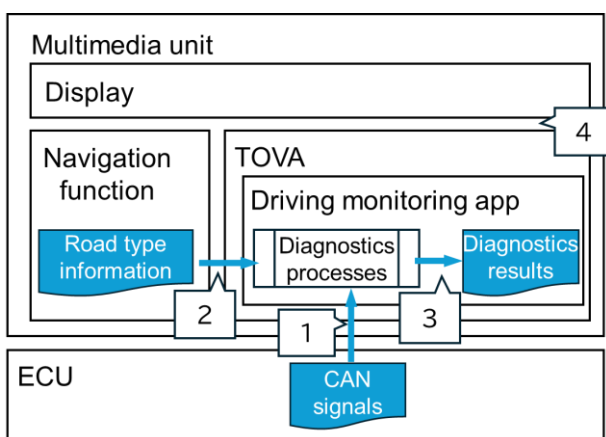 Multimedia unit
Display
4
Navigation
function
TOVA
Driving monitoring app
Road type
information
Diagnostics
processes
Diagnostics
results
2
1
3
ECU
CAN
signals